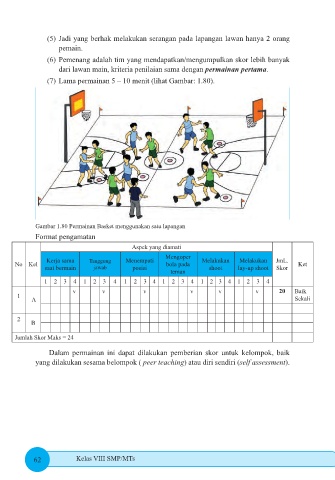 (5) Jadi yang berhak melakukan serangan pada lapangan lawan hanya 2 orang
pemain.
(6) Pemenang adalah tim yang mendapatkan/mengumpulkan skor lebih banyak
dari lawan main, kriteria penilaian sama dengan permainan pertama.
(7) Lama permainan 5 – 10 menit (lihat Gambar: 1.80).
Gambar 1.80 Permainan Basket menggunakan satu lapangan
Format pengamatan
Aspek yang diamati
No Kel Kerja sama saat bermain Tanggung jawab Menempati posisi Mengoper bola pada teman Melakukan shoot Melakukan lay-up shoot Jml. Skor Ket
1 2 3 4 1 2 3 4 1 2 3 4 1 2 3 4 1 2 3 4 1 2 3 4
1 A v v v v v v 20 Baik Sekali
2 B
Jumlah Skor Maks = 24
Dalam permainan ini dapat dilakukan pemberian skor untuk kelompok, baik
yang dilakukan sesama kelompok ( peer teaching) atau diri sendiri (self assessment).
62 Kelas VIII SMP/MTs